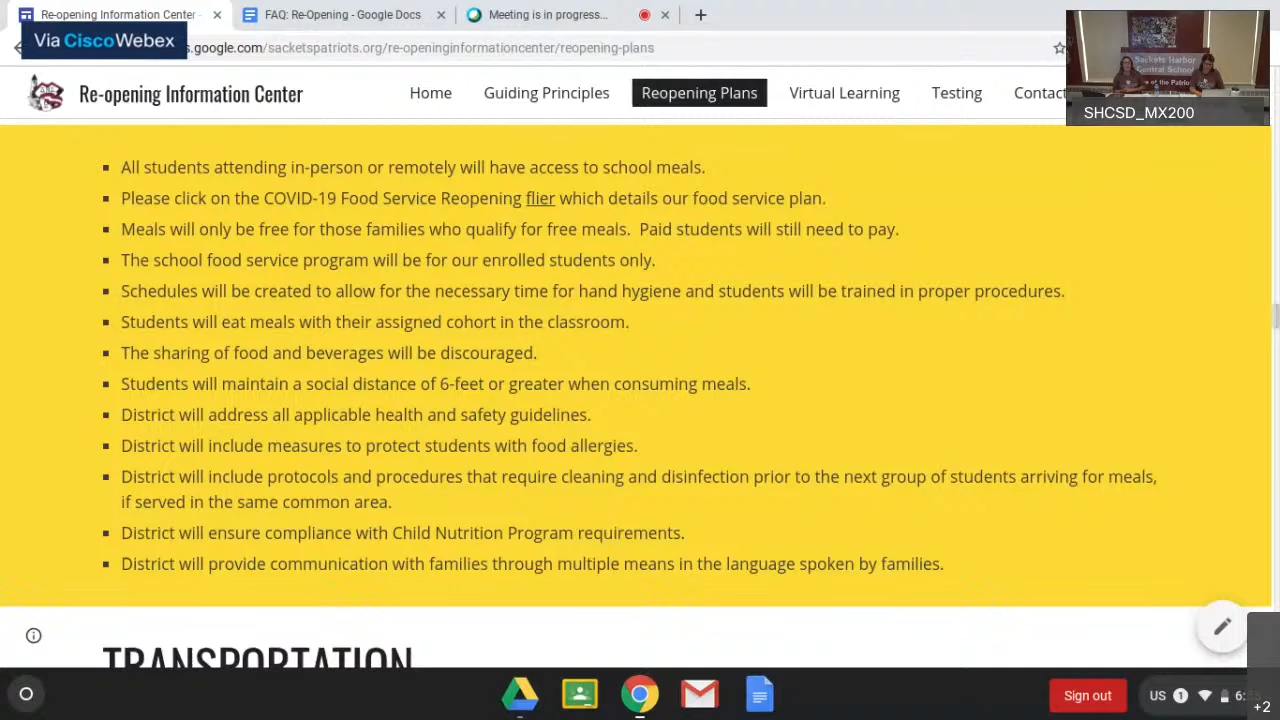 Re-opening Information Center -
FAQ: Re-Opening - Google Docs
Meeting is in progress...
Via CiscoWebex
s.google.com/sacketspatriots.org/re-openinginformationcenter/reopening-plans
Re-opening Information Center
Home
Guiding Principles
Reopening Plans
Virtual Learning
Testing
Contact
Sackets Harbor
Central School
e of the Patrio
SHCSD_MX200
All students attending in-person or remotely will have access to school meals.
Please click on the COVID-19 Food Service Reopening flier which details our food service plan.
Meals will only be free for those families who qualify for free meals. Paid students will still need to pay.
The school food service program will be for our enrolled students only.
Schedules will be created to allow for the necessary time for hand hygiene and students will be trained in proper procedures.
Students will eat meals with their assigned cohort in the classroom.
The sharing of food and beverages will be discouraged.
Students will maintain a social distance of 6-feet or greater when consuming meals.
District will address all applicable health and safety guidelines.
District will include measures to protect students with food allergies.
District will include protocols and procedures that require cleaning and disinfection prior to the next group of students arriving for meals,
if served in the same common area.
District will ensure compliance with Child Nutrition Program requirements.
District will provide communication with families through multiple means in the language spoken by families.
TRANSPORTATION
Sign out
US
1
+2